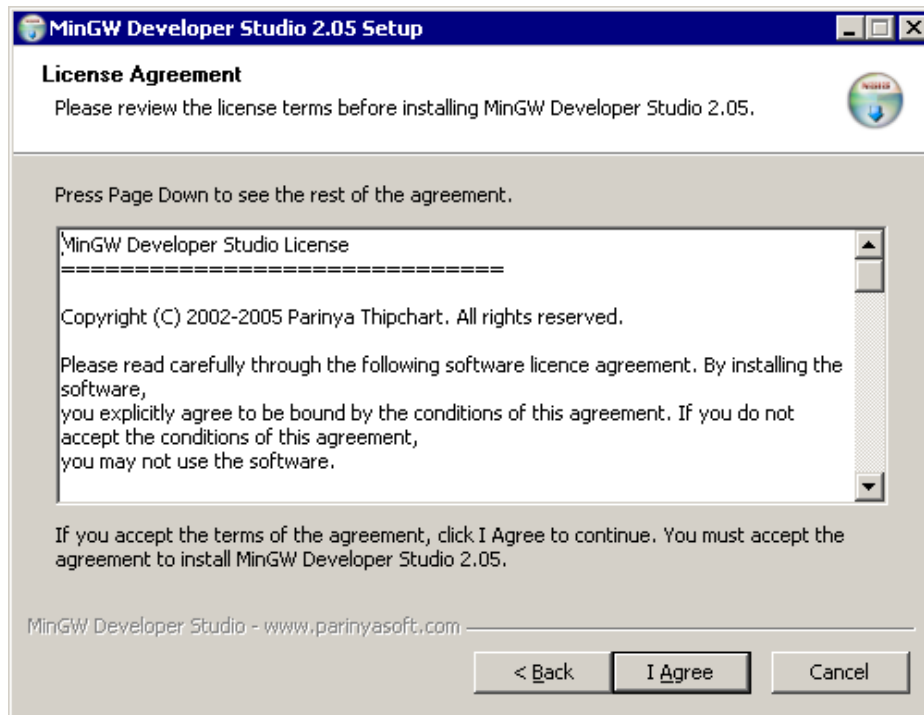 MinGW Developer Studio 2.05 Setup
License Agreement
Please review the license terms before installing MinGW Developer Studio 2.05.
Press Page Down to see the rest of the agreement.
MinGW Developer Studio License
==============================
Copyright (C) 2002-2005 Parinya Thipchart. All rights reserved.
Please read carefully through the following software licence agreement. By installing the
software,
you explicitly agree to be bound by the conditions of this agreement. If you do not
accept the conditions of this agreement,
you may not use the software.
If you accept the terms of the agreement, click I Agree to continue. You must accept the
agreement to install MinGW Developer Studio 2.05.
MinGW Developer Studio - www.parinyasoft.com
< Back I Agree Cancel